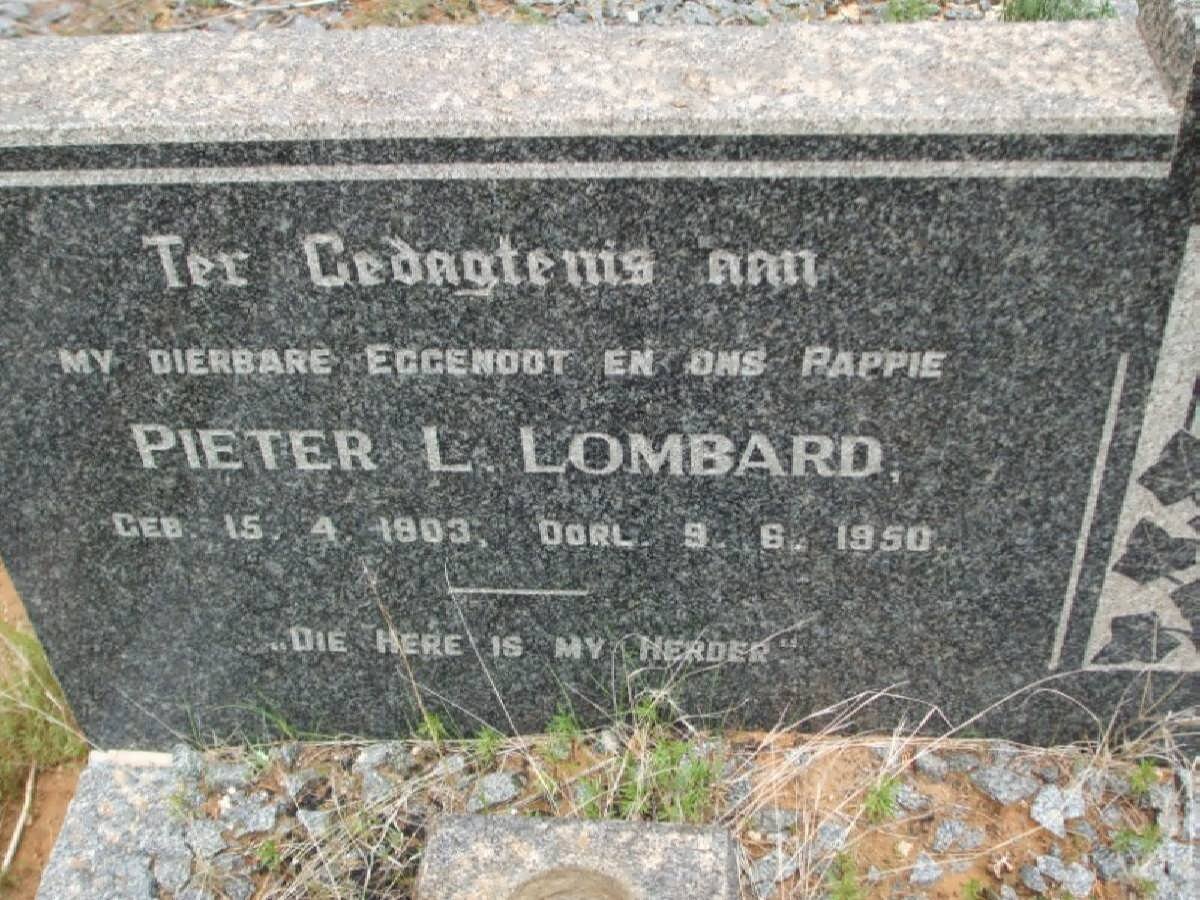 Ter Gedagtenis aan
MY DIERBARE EGGENOOT EN ONS PAPPIE
PIETER L. LOMBARD,
GEB. 15. 4. 1903. OORL. 9. 6. 1950.
„DIE HERE IS MY HERDER"